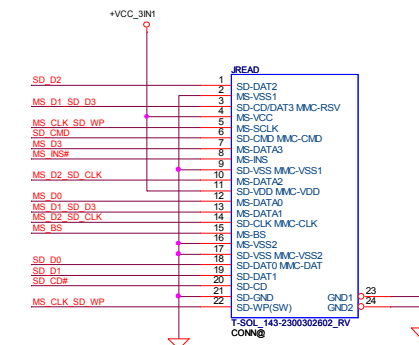 +VCC_3IN1
JREAD
SD_D2 1 SD-DAT2
2 MS-VSS1
MS_D1_SD_D3 3 SD-CD/DAT3 MMC-RSV
4 MS-VCC
MS_CLK_SD_WP 5 MS-SCLK
SD_CMD 6 SD-CMD MMC-CMD
MS_D3 7 MS-DATA3
MS_INS# 8 MS-INS
9 SD-VSS MMC-VSS1
MS_D2_SD_CLK 10 MS-DATA2
11 SD-VDD MMC-VDD
MS_D0 12 MS-DATA0
MS_D1_SD_D3 13 MS-DATA1
MS_D2_SD_CLK 14 SD-CLK MMC-CLK
MS_BS 15 MS-BS
16 MS-VSS2
17 SD-VSS MMC-VSS2
SD_D0 18 SD-DAT0 MMC-DAT
SD_D1 19 SD-DAT1
SD_CD# 20 SD-CD
21 SD-GND GND1 23
MS_CLK_SD_WP 22 SD-WP(SW) GND2 24
T-SOL_143-2300302602_RV
CONN@